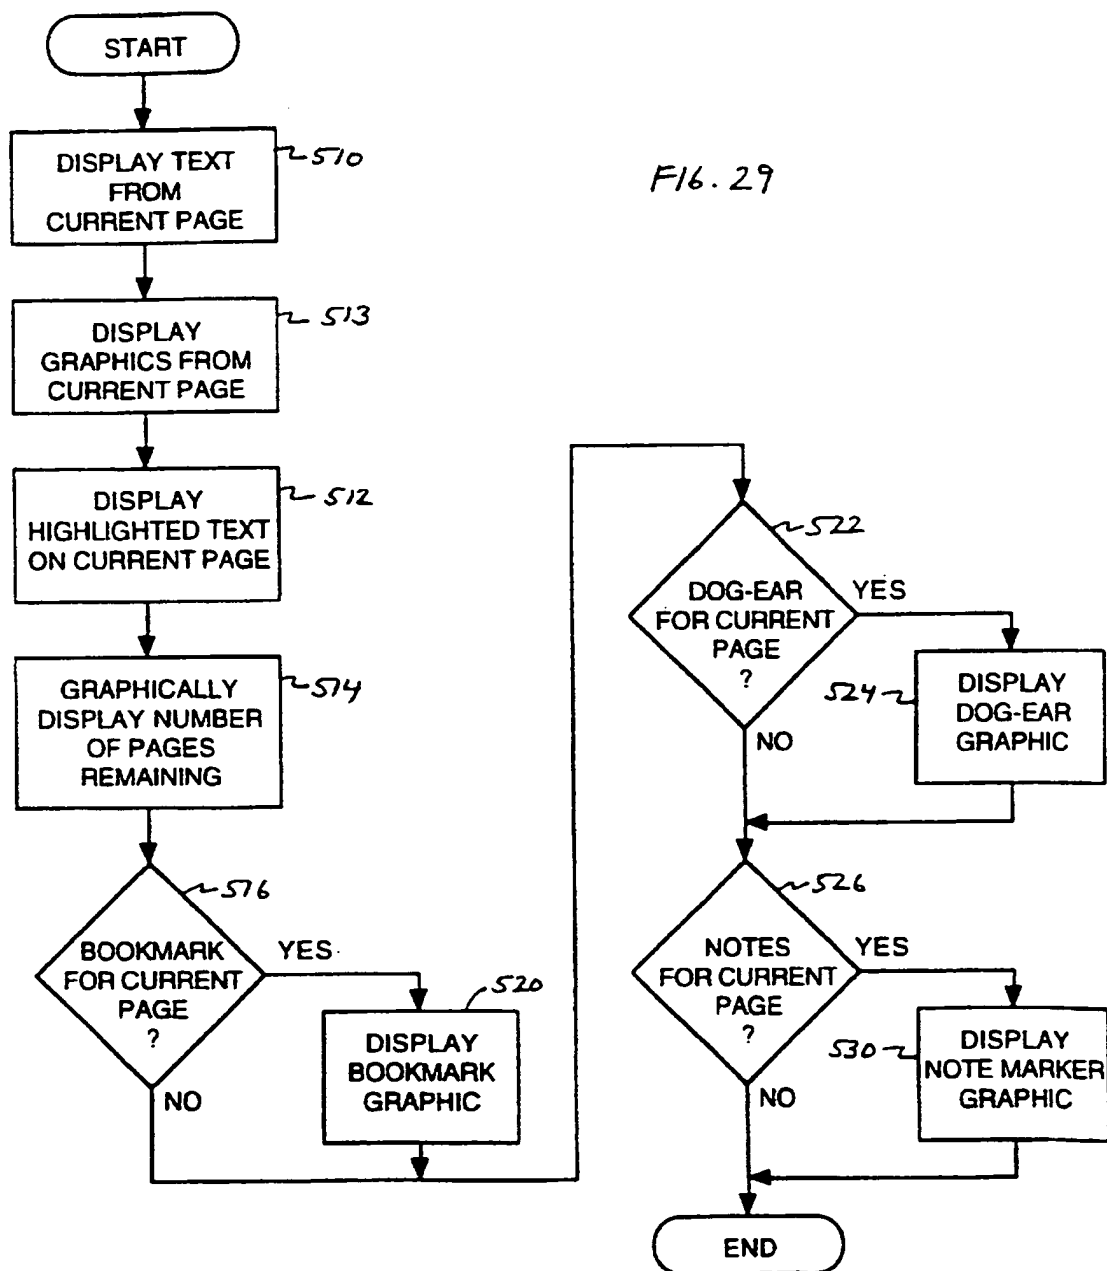 START
DISPLAY TEXT
FROM
CURRENT PAGE
510
FIG. 29
DISPLAY
GRAPHICS FROM
CURRENT PAGE
513
DISPLAY
HIGHLIGHTED TEXT
ON CURRENT PAGE
512
GRAPHICALLY
DISPLAY NUMBER
OF PAGES
REMAINING
514
516
BOOKMARK
FOR CURRENT
PAGE
?
YES
NO
520
DISPLAY
BOOKMARK
GRAPHIC
522
DOG-EAR
FOR CURRENT
PAGE
?
YES
NO
524
DISPLAY
DOG-EAR
GRAPHIC
526
NOTES
FOR CURRENT
PAGE
?
YES
NO
530
DISPLAY
NOTE MARKER
GRAPHIC
END